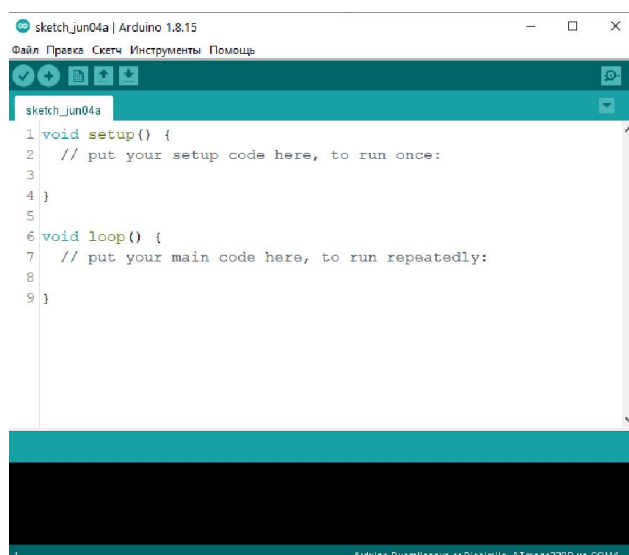 sketch_jun04a | Arduino 1.8.15
Файл Правка Скетч Инструменты Помощь
sketch_jun04a
1 void setup() {
2 // put your setup code here, to run once:
3
4 }
5
6 void loop() {
7 // put your main code here, to run repeatedly:
8
9 }